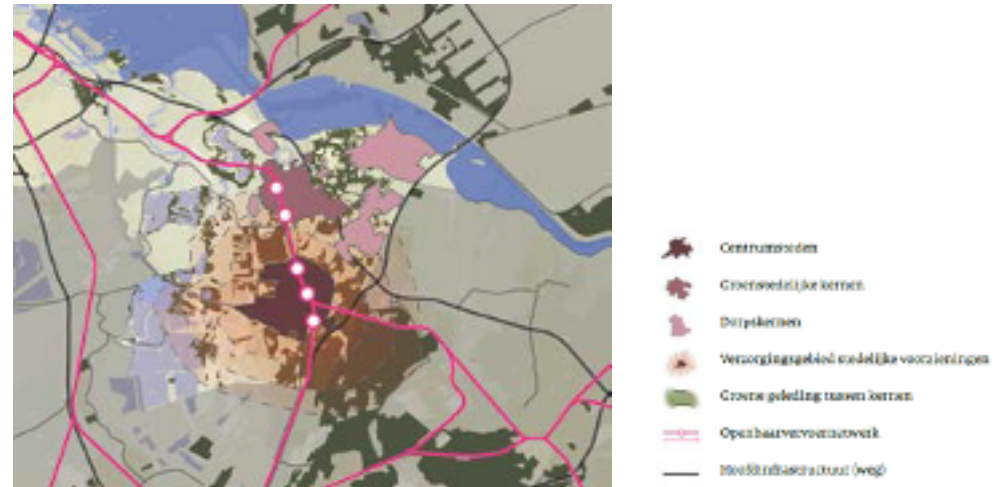 Centrumsteden
Groenstedelijke kernen
Dorpskernen
Verzorgingsgebied stedelijke voorzieningen
Groene geleding tussen kernen
Openbaarvervoernetwerk
Hoofdinfrastructuur (weg)